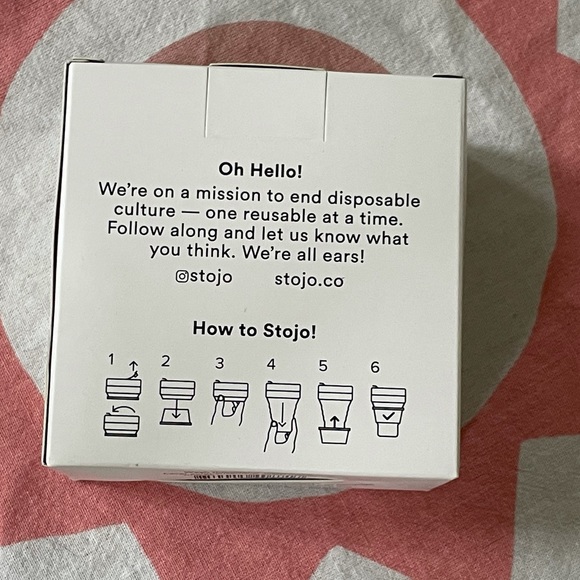 Oh Hello!
We're on a mission to end disposable
culture — one reusable at a time.
Follow along and let us know what
you think. We're all ears!
stojo stojo.co
How to Stojo!
1 2 3 4 5 6